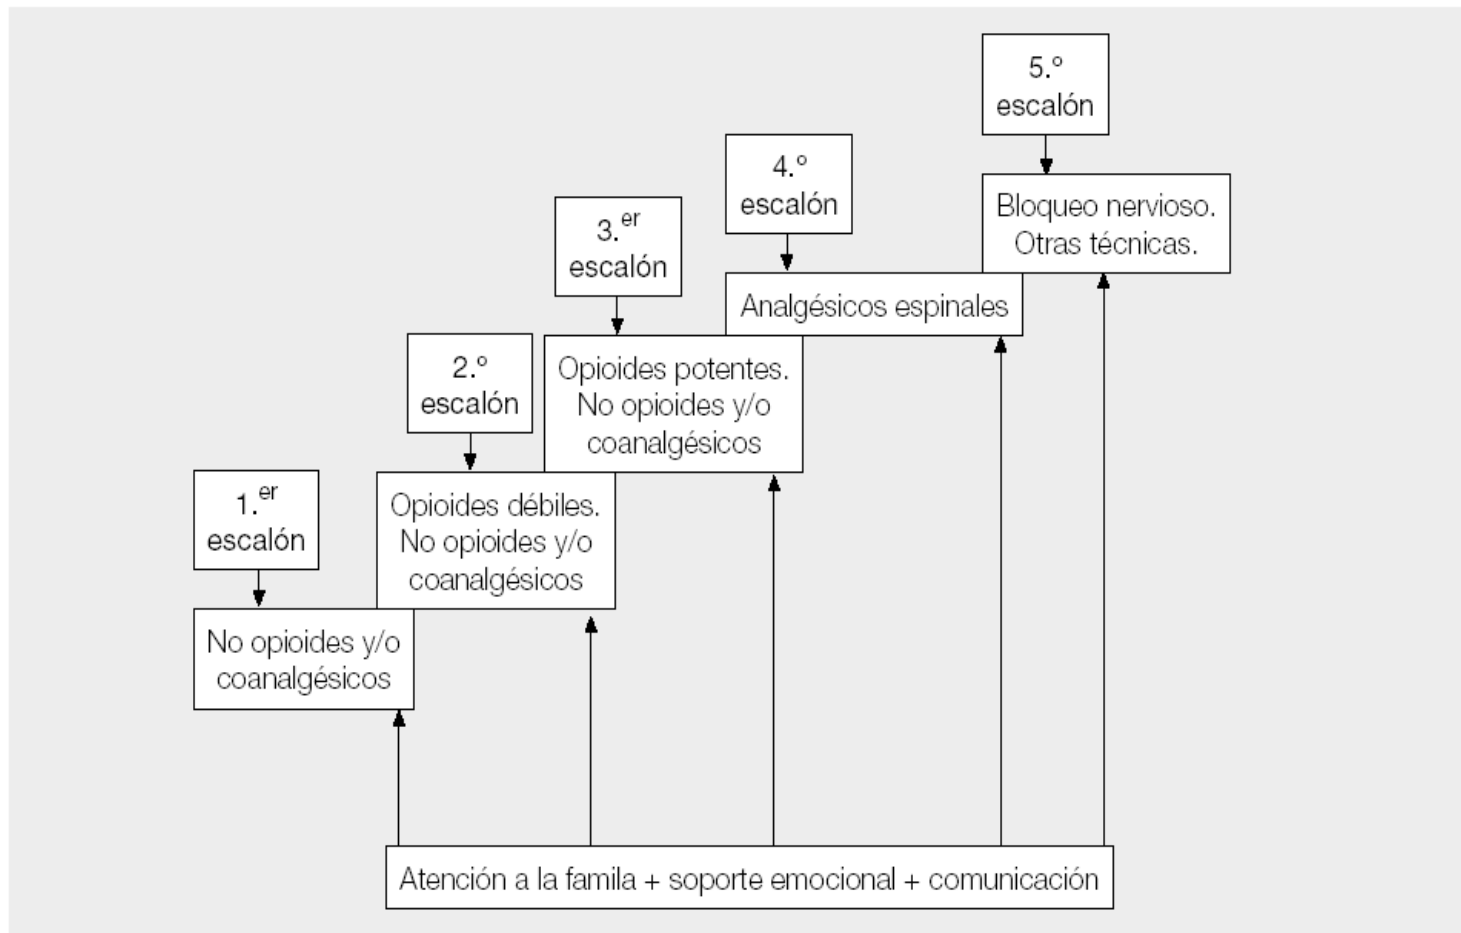 1.er
escalón
No opioides y/o
coanalgésicos
2.º
escalón
Opioides débiles.
No opioides y/o
coanalgésicos
3.er
escalón
Opioides potentes.
No opioides y/o
coanalgésicos
4.º
escalón
Analgésicos espinales
5.º
escalón
Bloqueo nervioso.
Otras técnicas.
Atención a la famila + soporte emocional + comunicación